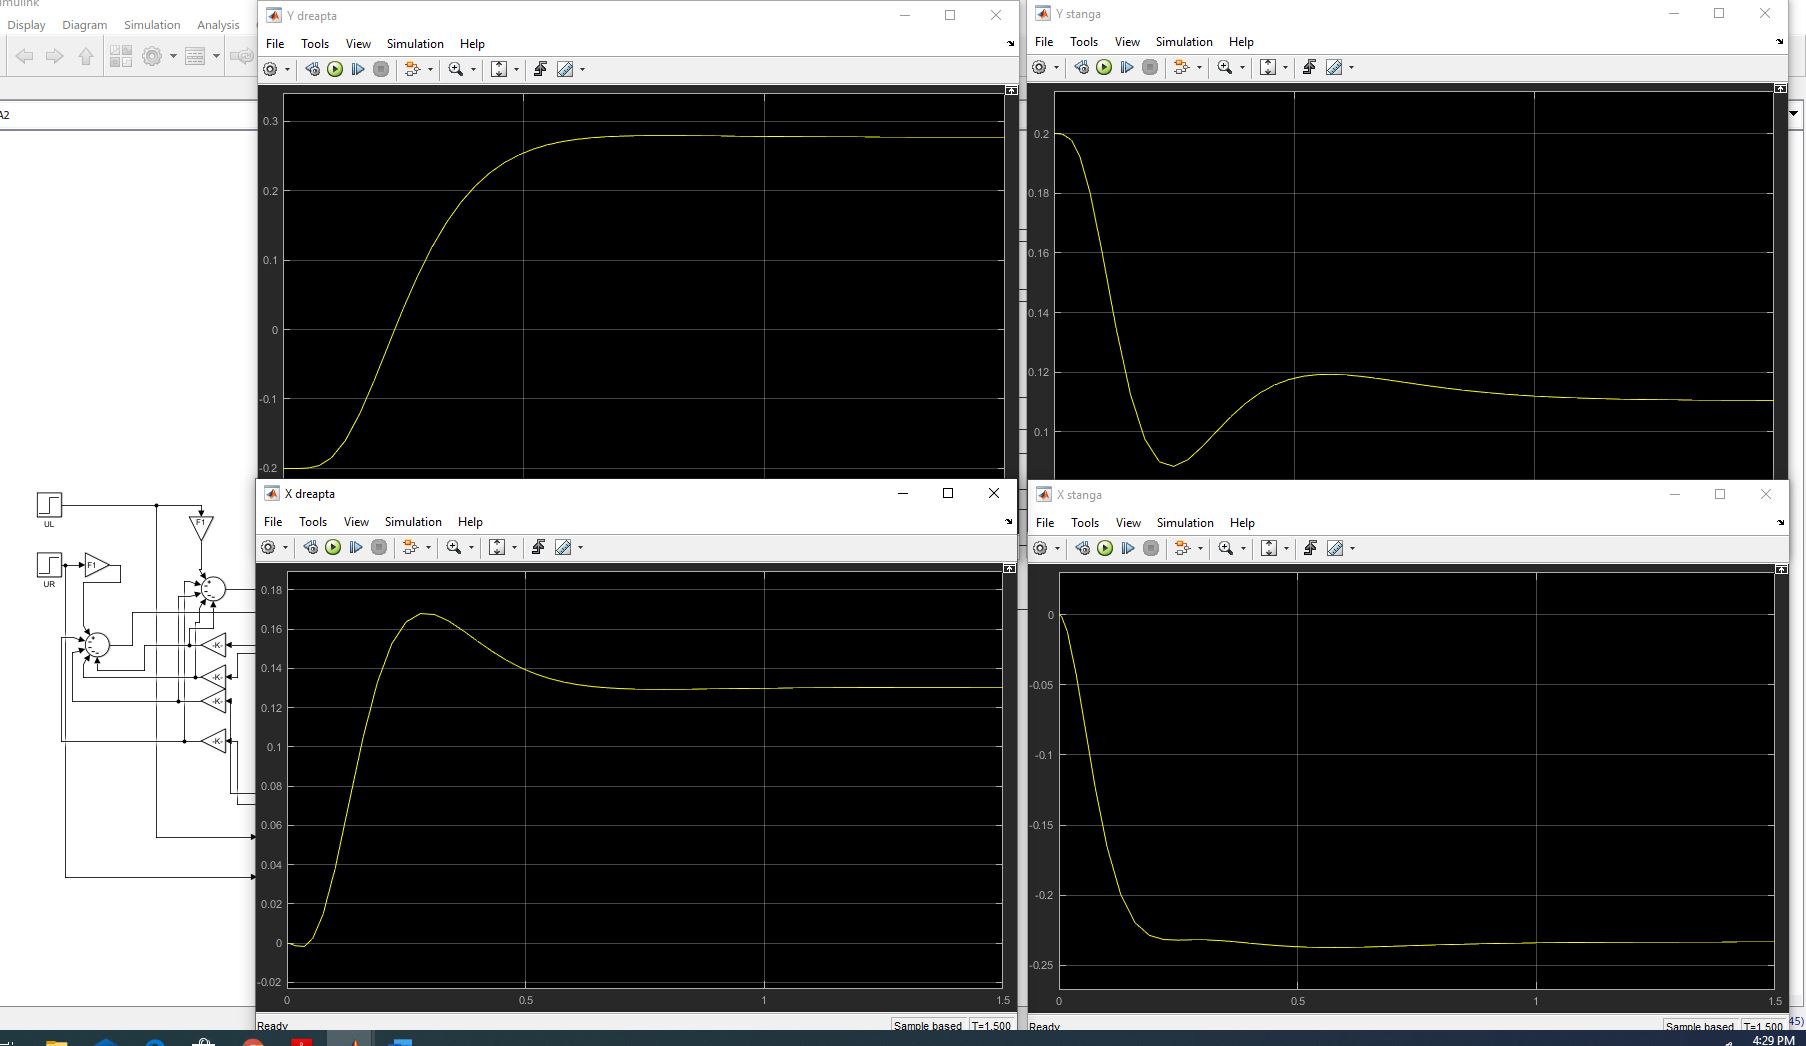 Display Diagram Simulation Analysis
A2
UL
F1
UR
F1
-K-
-K-
-K-
-K-
Y dreapta
File Tools View Simulation Help
0.3
0.2
0.1
0
-0.1
-0.2
Y stanga
File Tools View Simulation Help
0.2
0.18
0.16
0.14
0.12
0.1
X dreapta
File Tools View Simulation Help
0.18
0.16
0.14
0.12
0.1
0.08
0.06
0.04
0.02
0
-0.02
0 0.5 1 1.5
Ready Sample based T=1.500
X stanga
File Tools View Simulation Help
0
-0.05
-0.1
-0.15
-0.2
-0.25
0 0.5 1 1.5
Ready Sample based T=1.500
45)
4:29 PM